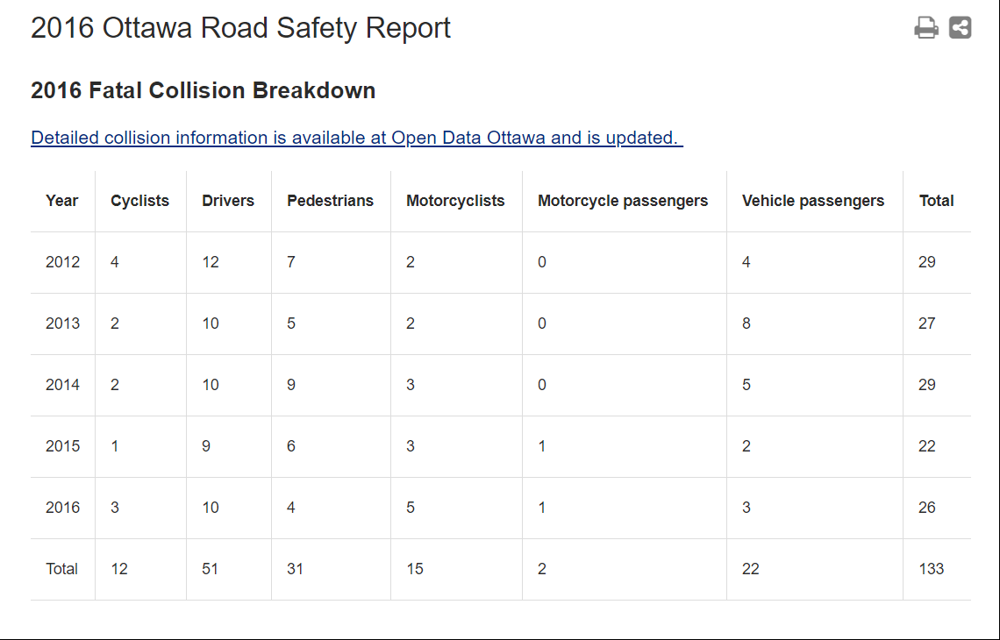 2016 Ottawa Road Safety Report
2016 Fatal Collision Breakdown
Detailed collision information is available at Open Data Ottawa and is updated.
Year Cyclists Drivers Pedestrians Motorcyclists Motorcycle passengers Vehicle passengers Total
2012 4 12 7 2 0 4 29
2013 2 10 5 2 0 8 27
2014 2 10 9 3 0 5 29
2015 1 9 6 3 1 2 22
2016 3 10 4 5 1 3 26
Total 12 51 31 15 2 22 133